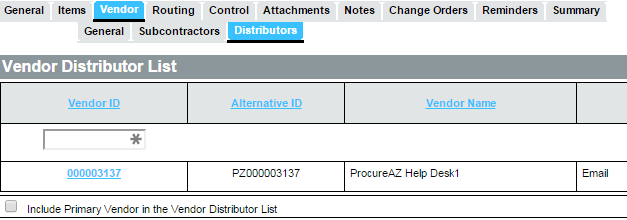 General Items Vendor Routing Control Attachments Notes Change Orders Reminders Summary
General Subcontractors Distributors
Vendor Distributor List
Vendor ID Alternative ID Vendor Name
*
000003137 PZ000003137 ProcureAZ Help Desk1 Email
Include Primary Vendor in the Vendor Distributor List